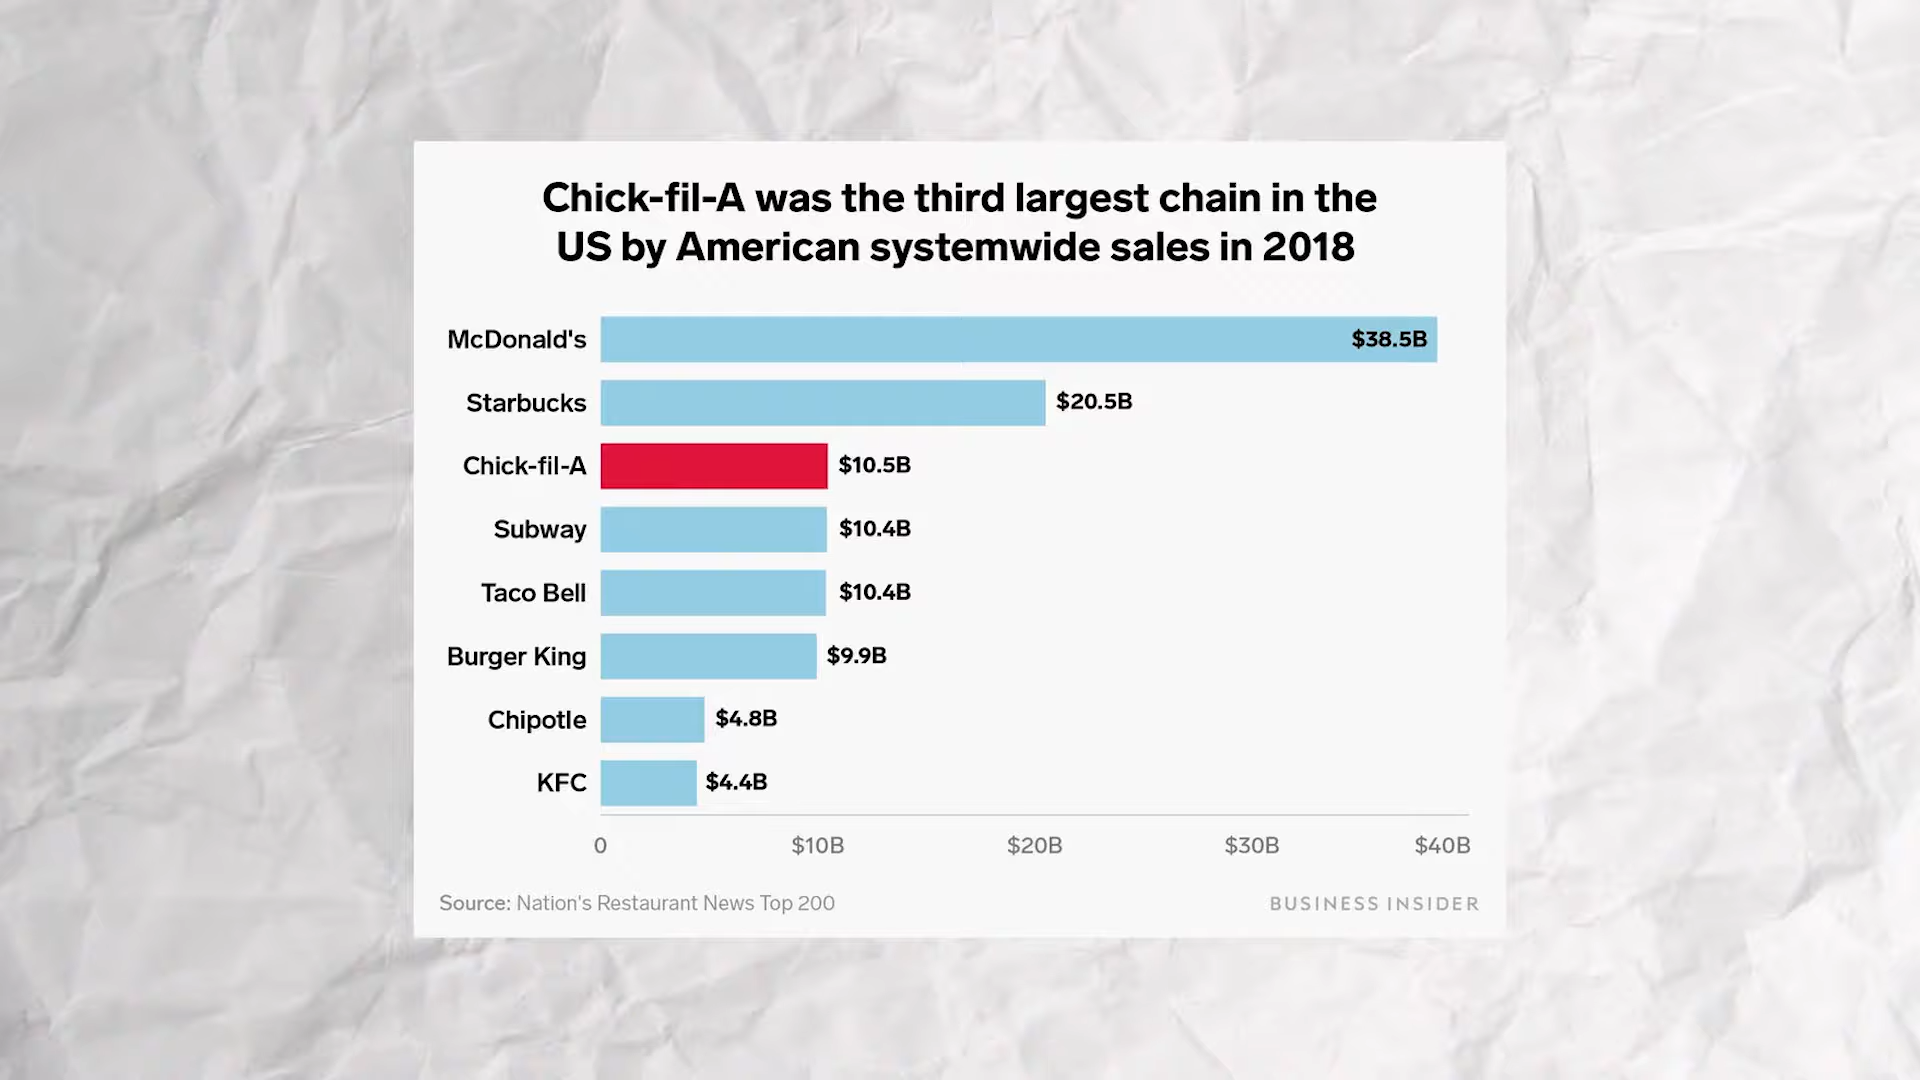 Chick-fil-A was the third largest chain in the
US by American systemwide sales in 2018
McDonald's $38.5B
Starbucks $20.5B
Chick-fil-A $10.5B
Subway $10.4B
Taco Bell $10.4B
Burger King $9.9B
Chipotle $4.8B
KFC $4.4B
0 $10B $20B $30B $40B
Source: Nation's Restaurant News Top 200 BUSINESS INSIDER